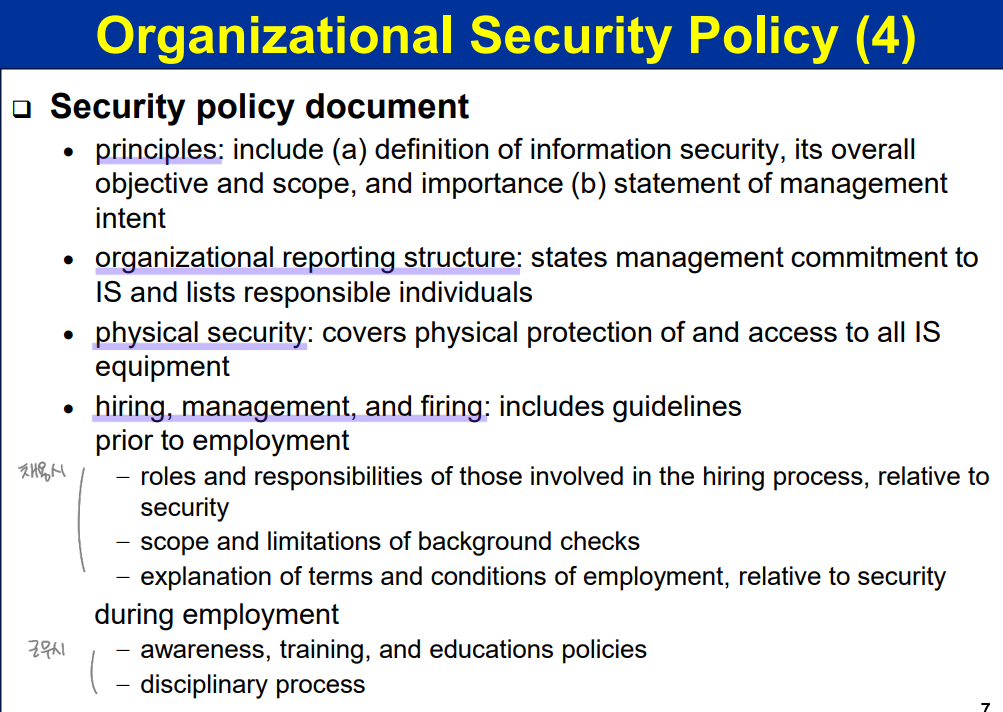 Organizational Security Policy (4)
❑ Security policy document
• principles: include (a) definition of information security, its overall
objective and scope, and importance (b) statement of management
intent
• organizational reporting structure: states management commitment to
IS and lists responsible individuals
• physical security: covers physical protection of and access to all IS
equipment
• hiring, management, and firing: includes guidelines
prior to employment
채용시
– roles and responsibilities of those involved in the hiring process, relative to
security
– scope and limitations of background checks
– explanation of terms and conditions of employment, relative to security
during employment
근무시
– awareness, training, and educations policies
– disciplinary process
7